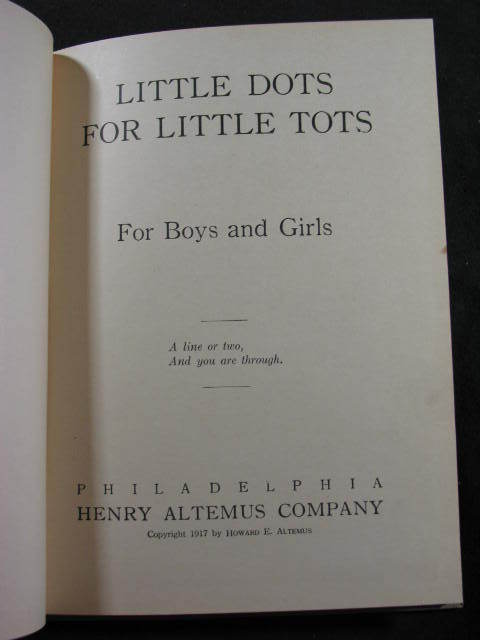 LITTLE DOTS
FOR LITTLE TOTS
For Boys and Girls
A line or two,
And you are through.
PHILADELPHIA
HENRY ALTEMUS COMPANY
Copyright 1917 by HOWARD E. ALTEMUS